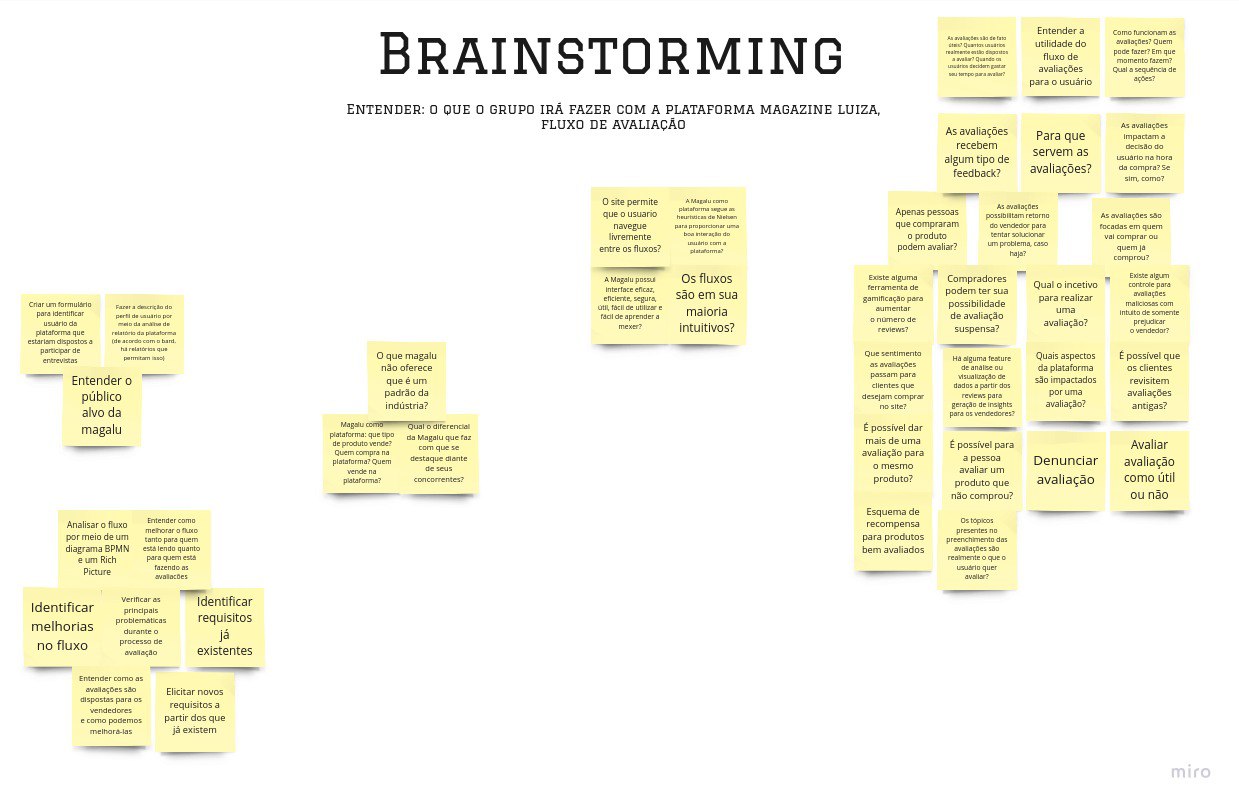 Brainstorming
Entender: o que o grupo irá fazer com a plataforma magazine luiza,
fluxo de avaliação
As avaliações são de fato
úteis? Quantos usuários
realmente estão dispostos
a avaliar? Quando os
usuários decidem gastar
seu tempo para avaliar?
Entender a
utilidade do
fluxo de
avaliações
para o usuário
Como funcionam as
avaliações? Quem
pode fazer? Em que
momento fazem?
Qual a sequência de
ações?
As avaliações
recebem
algum tipo de
feedback?
Para que
servem as
avaliações?
As avaliações
impactam a
decisão do
usuário na hora
da compra? Se
sim, como?
Apenas pessoas
que compraram
o produto
podem avaliar?
As avaliações
possibilitam retorno
do vendedor para
tentar solucionar
um problema, caso
haja?
As avaliações são
focadas em quem
vai comprar ou
quem já
comprou?
Existe alguma
ferramenta de
gamificação para
aumentar
o número de
reviews?
Compradores
podem ter sua
possibilidade
de avaliação
suspensa?
Qual o incetivo
para realizar
uma
avaliação?
Existe algum
controle para
avaliações
maliciosas com
intuito de somente
prejudicar
o vendedor?
Que sentimento
as avaliações
passam para
clientes que
desejam comprar
no site?
Há alguma feature
de análise ou
visualização de
dados a partir dos
reviews para
geração de insights
para os vendedores?
Quais aspectos
da plataforma
são impactados
por uma
avaliação?
É possível que
os clientes
revisitem
avaliações
antigas?
É possível dar
mais de uma
avaliação para
o mesmo
produto?
É possível para
a pessoa
avaliar um
produto que
não comprou?
Denunciar
avaliação
Avaliar
avaliação
como útil
ou não
Esquema de
recompensa
para produtos
bem avaliados
Os tópicos
presentes no
preenchimento das
avaliações são
realmente o que o
usuário quer
avaliar?
O site permite
que o usuario
navegue
livremente
entre os fluxos?
A Magalu como
plataforma segue as
heurísticas de Nielsen
para proporcionar uma
boa interação do
usuário com a
plataforma?
A Magalu possui
interface eficaz,
eficiente, segura,
útil, fácil de utilizar e
fácil de aprender a
mexer?
Os fluxos
são em sua
maioria
intuitivos?
Criar um formulário
para identificar
usuário da
plataforma que
estariam dispostos a
participar de
entrevistas
Fazer a descrição do
perfil de usuário por
meio da análise de
relatório da plataforma
(de acordo com o bard,
há relatórios que
permitam isso)
Entender o
público
alvo da
magalu
O que magalu
não oferece
que é um
padrão da
indústria?
Magalu como
plataforma: que tipo
de produto vende?
Quem compra na
plataforma? Quem
vende na
plataforma?
Qual o diferencial
da Magalu que faz
com que se
destaque diante
de seus
concorrentes?
Analisar o fluxo
por meio de um
diagrama BPMN
e um Rich
Picture
Entender como
melhorar o fluxo
tanto para quem
está lendo quanto
para quem está
fazendo as
avaliações
Identificar
melhorias
no fluxo
Verificar as
principais
problemáticas
durante o
processo de
avaliação
Identificar
requisitos
já
existentes
Entender como as
avaliações são
dispostas para os
vendedores
e como podemos
melhorá-las
Elicitar novos
requisitos a
partir dos que
já existem
miro